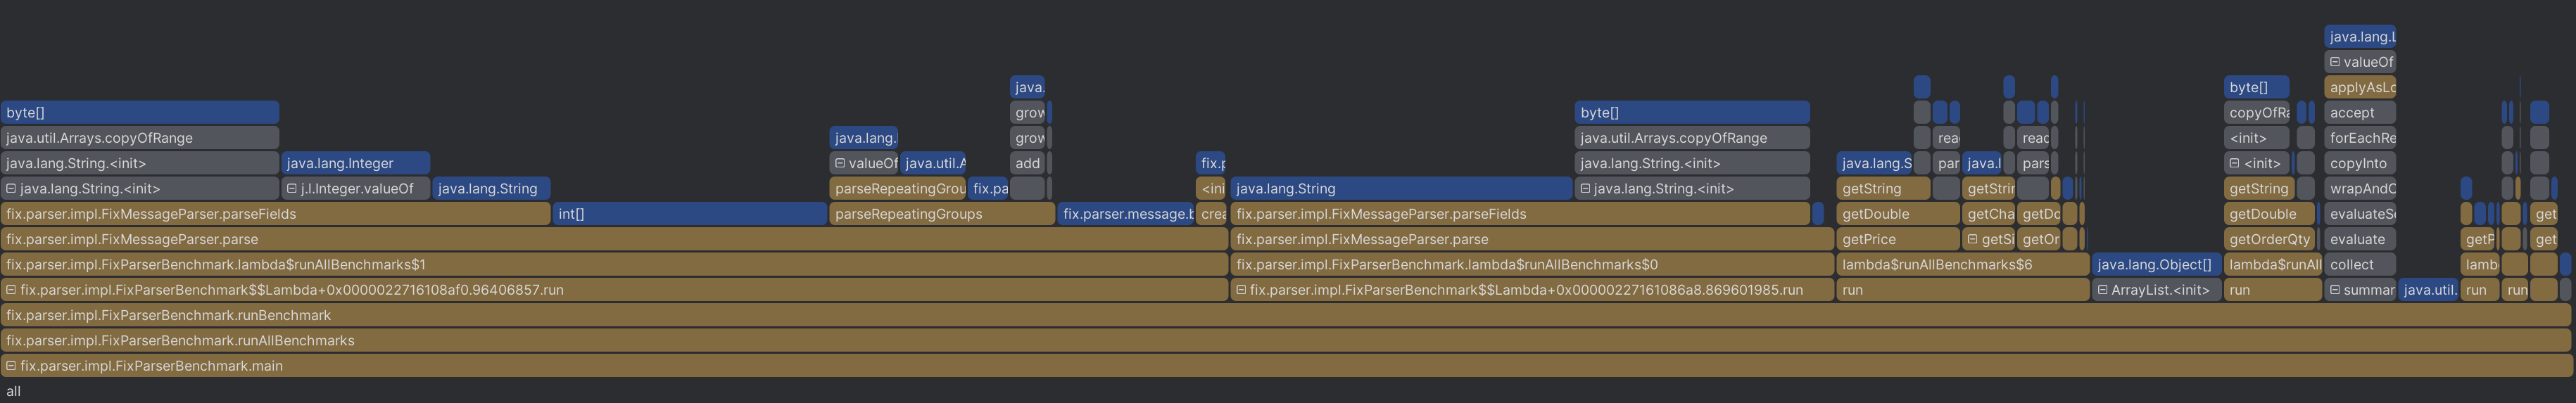 java.lang.L
valueOf
java.
byte[]
applyAsLo
byte[]
grow
byte[]
copyOfRa
accept
java.util.Arrays.copyOfRange
java.lang.
grow
java.util.Arrays.copyOfRange
reac
reac
<init>
forEachRe
java.lang.String.<init>
java.lang.Integer
valueOf
java.util.A
add
fix.p
java.lang.String.<init>
java.lang.S
par
java.l
pars
<init>
copyInto
java.lang.String.<init>
j.l.Integer.valueOf
java.lang.String
parseRepeatingGrou
fix.pa
<ini
java.lang.String
java.lang.String.<init>
getString
getStrir
getString
wrapAndC
fix.parser.impl.FixMessageParser.parseFields
int[]
parseRepeatingGroups
fix.parser.message.b
crea
fix.parser.impl.FixMessageParser.parseFields
getDouble
getCha
getDo
getDouble
evaluateSe
get
fix.parser.impl.FixMessageParser.parse
fix.parser.impl.FixMessageParser.parse
getPrice
getSi
getOr
getOrderQty
evaluate
getP
get
fix.parser.impl.FixParserBenchmark.lambda$runAllBenchmarks$1
fix.parser.impl.FixParserBenchmark.lambda$runAllBenchmarks$0
lambda$runAllBenchmarks$6
java.lang.Object[]
lambda$runAll
collect
lamb
fix.parser.impl.FixParserBenchmark$$Lambda+0x0000022716108af0.96406857.run
fix.parser.impl.FixParserBenchmark$$Lambda+0x00000227161086a8.869601985.run
run
ArrayList.<init>
run
summar
java.util.
run
run
fix.parser.impl.FixParserBenchmark.runBenchmark
fix.parser.impl.FixParserBenchmark.runAllBenchmarks
fix.parser.impl.FixParserBenchmark.main
all